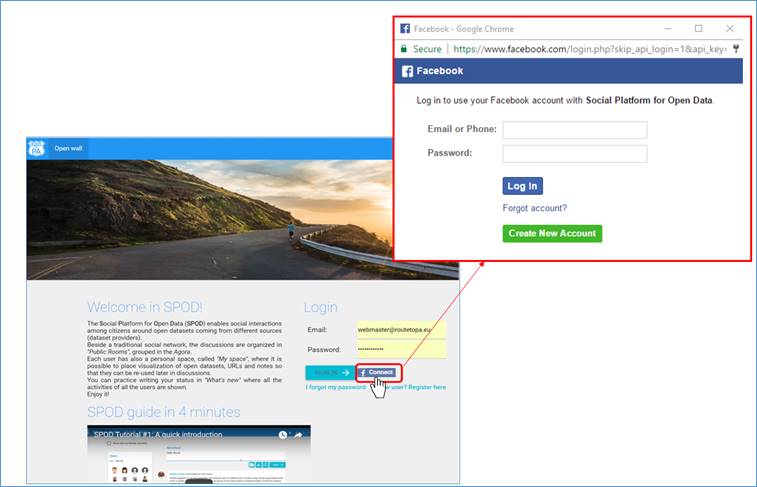 Facebook - Google Chrome
Secure | https://www.facebook.com/login.php?skip_api_login=1&api_key=
Facebook
Log in to use your Facebook account with Social Platform for Open Data.
Email or Phone:
Password:
Log In
Forgot account?
Create New Account
PA
Open wall
Welcome in SPOD!
The Social Platform for Open Data (SPOD) enables social interactions
among citizens around open datasets coming from different sources
(dataset providers).
Beside a traditional social network, the discussions are organized in
"Public Rooms", grouped in the Agora.
Each user has also a personal space, called "My space", where it is
possible to place visualization of open datasets, URLs and notes so
that they can be re-used later in discussions.
You can practice writing your status in "What's new" where all the
activities of all the users are shown.
Enjoy it!
SPOD guide in 4 minutes
SPOD Tutorial #1: A quick introduction
Login
Email:
webmaster@routetopa.eu
Password:
Connect
I forgot my password
user? Register here